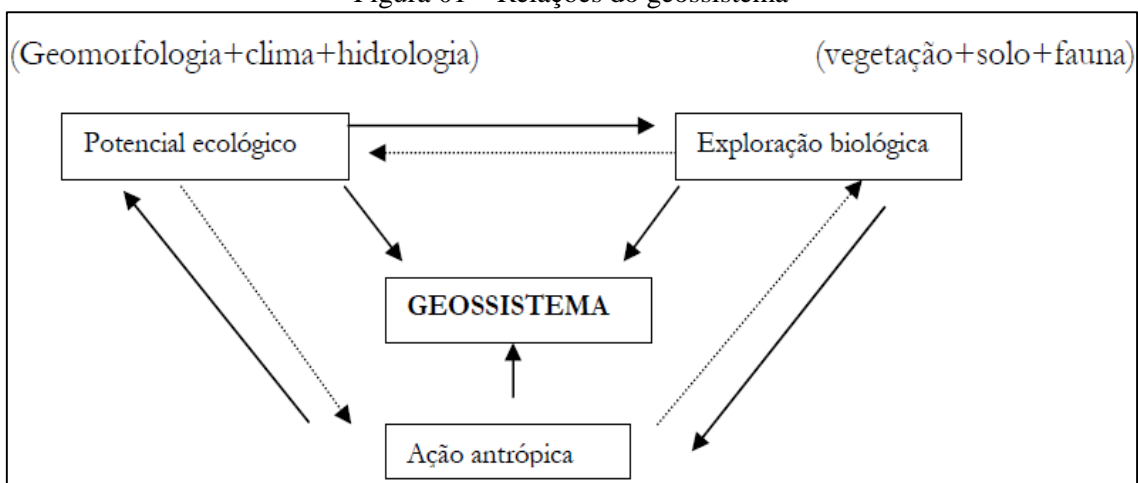 Figura 01 – Relações do geossistema
(Geomorfologia+clima+hidrologia)
(vegetação+solo+fauna)
Potencial ecológico
Exploração biológica
GEOSSISTEMA
Ação antrópica